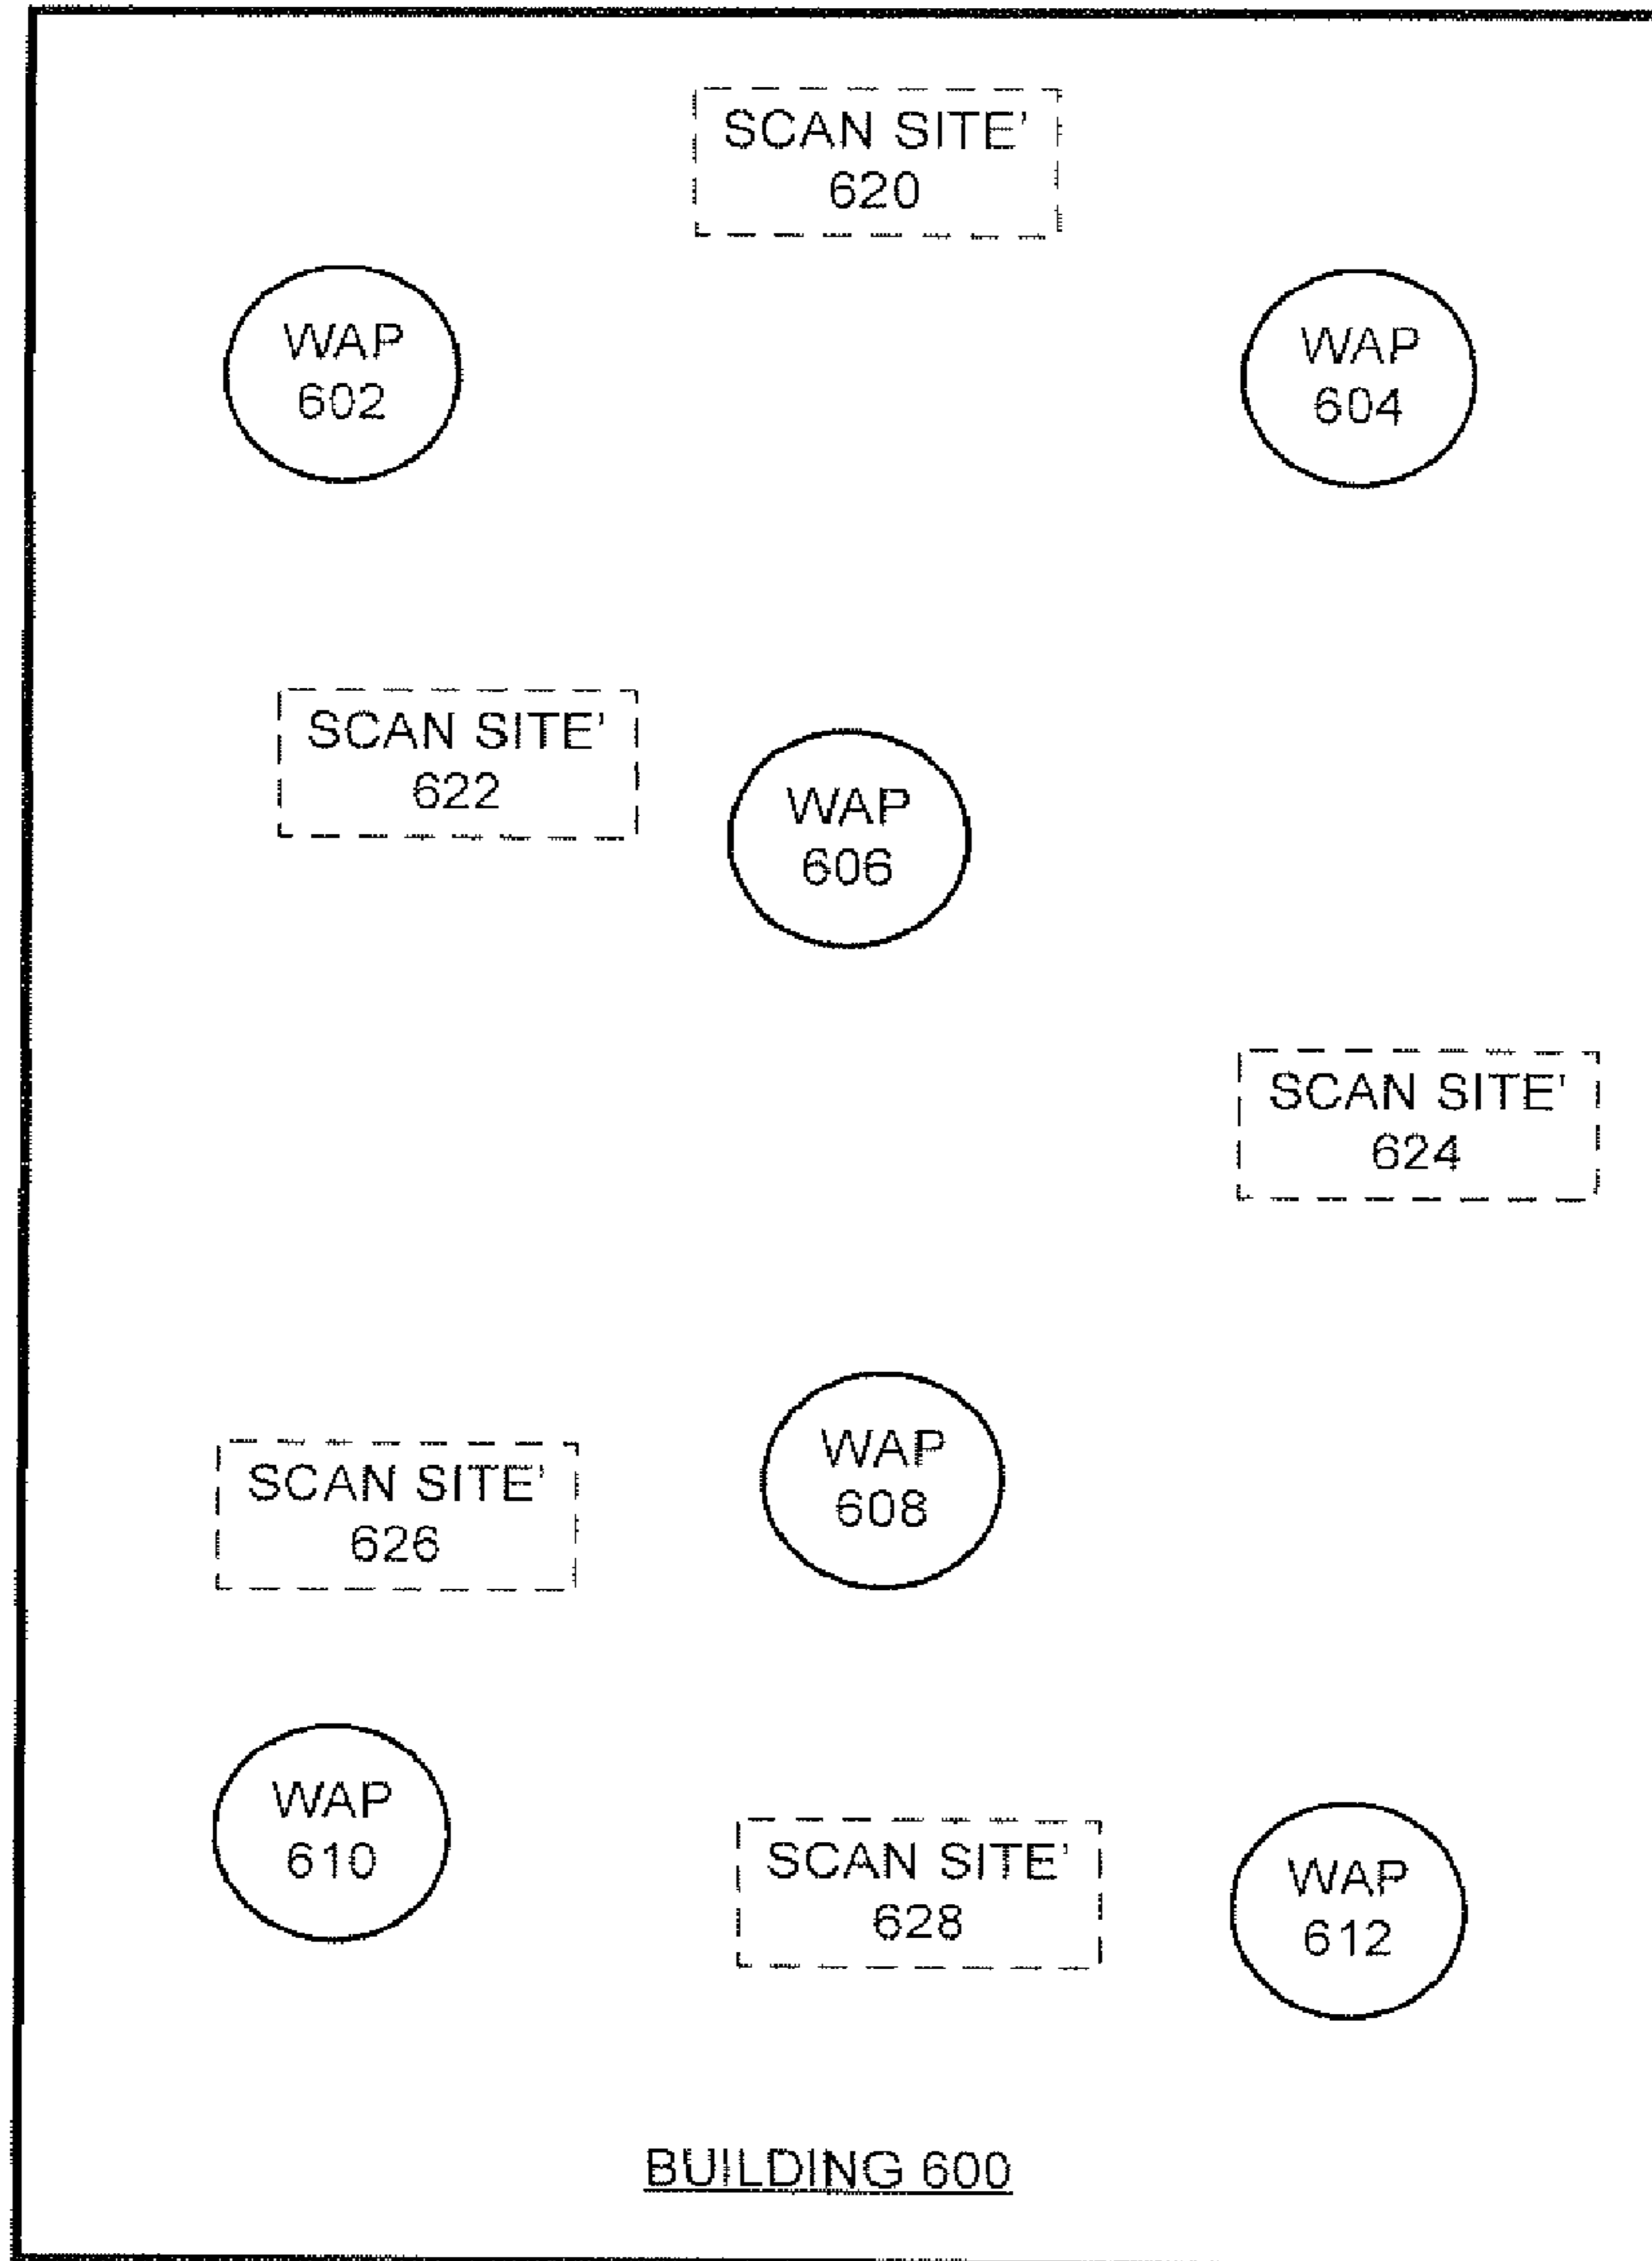 SCAN SITE'
620
WAP
602
WAP
604
SCAN SITE'
622
WAP
606
SCAN SITE'
624
WAP
608
SCAN SITE'
626
WAP
610
SCAN SITE'
628
WAP
612
BUILDING 600